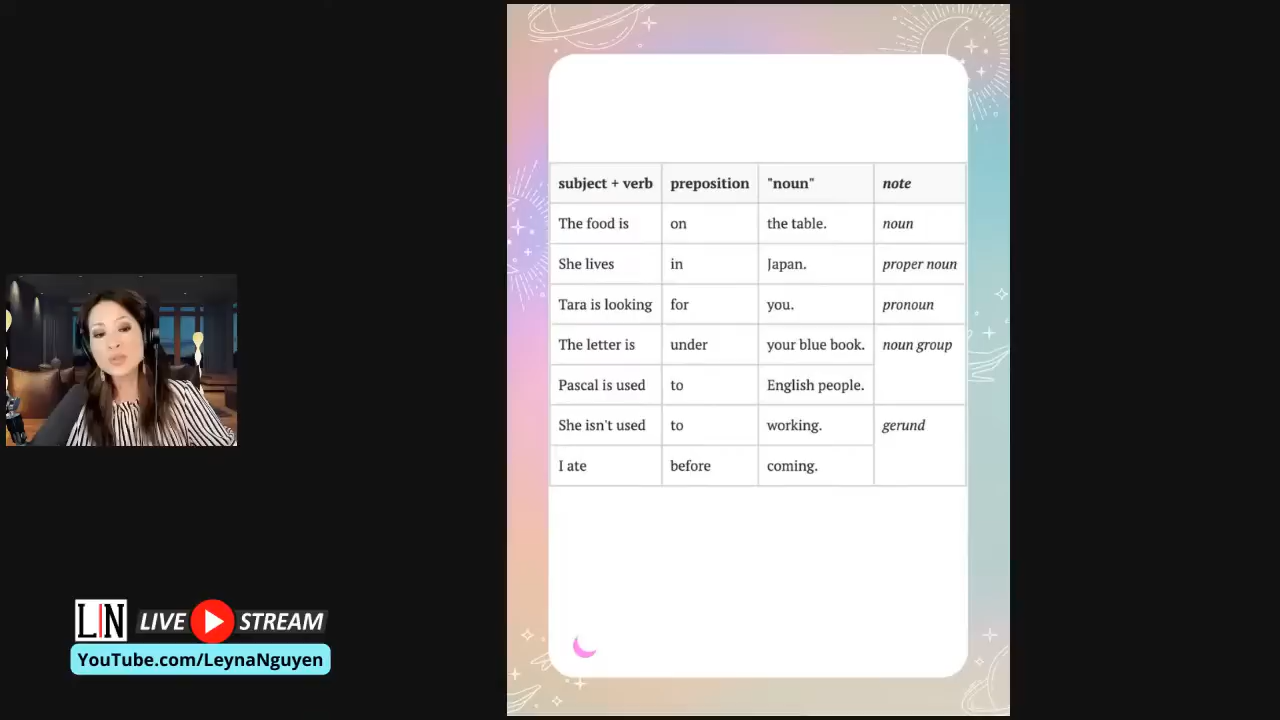 subject + verb preposition "noun" note
The food is on the table. noun
She lives in Japan. proper noun
Tara is looking for you. pronoun
The letter is under your blue book. noun group
Pascal is used to English people.
She isn't used to working. gerund
I ate before coming.
LIN LIVE STREAM
YouTube.com/LeynaNguyen